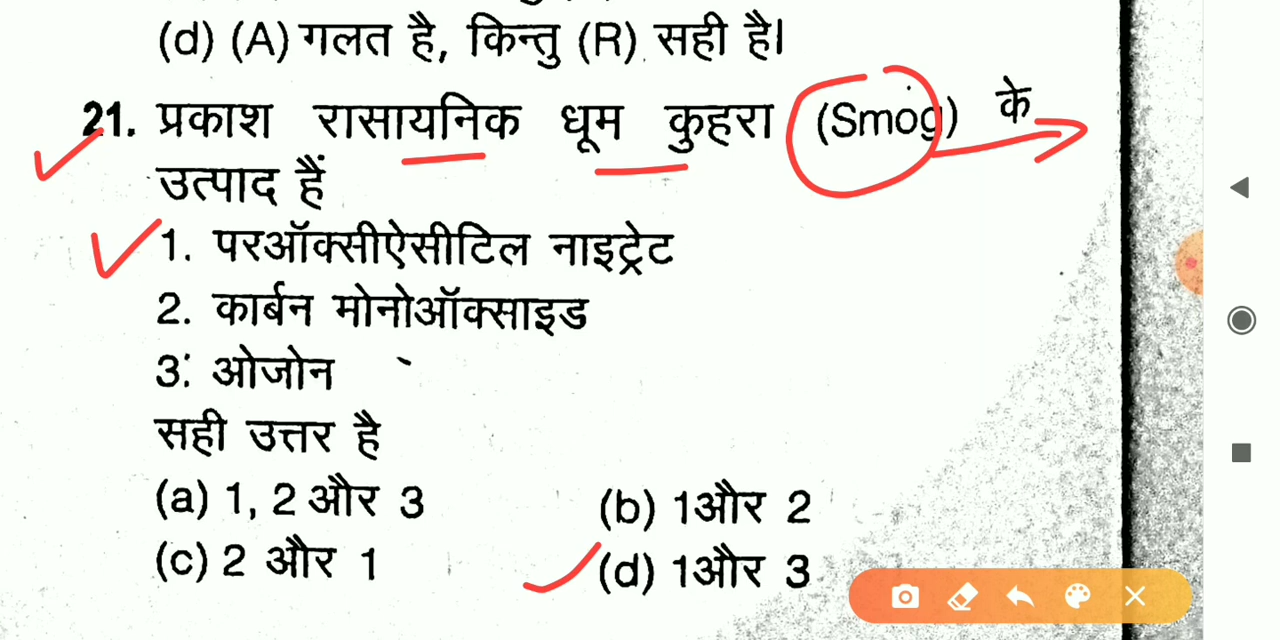 (d) (A) गलत है, किन्तु (R) सही है।
21. प्रकाश रासायनिक धूम कुहरा (Smog) के
उत्पाद हैं
1. परऑक्सीऐसीटिल नाइट्रेट
2. कार्बन मोनोऑक्साइड
3. ओजोन
सही उत्तर है
(a) 1, 2 और 3 (b) 1और 2
(c) 2 और 1 (d) 1और 3